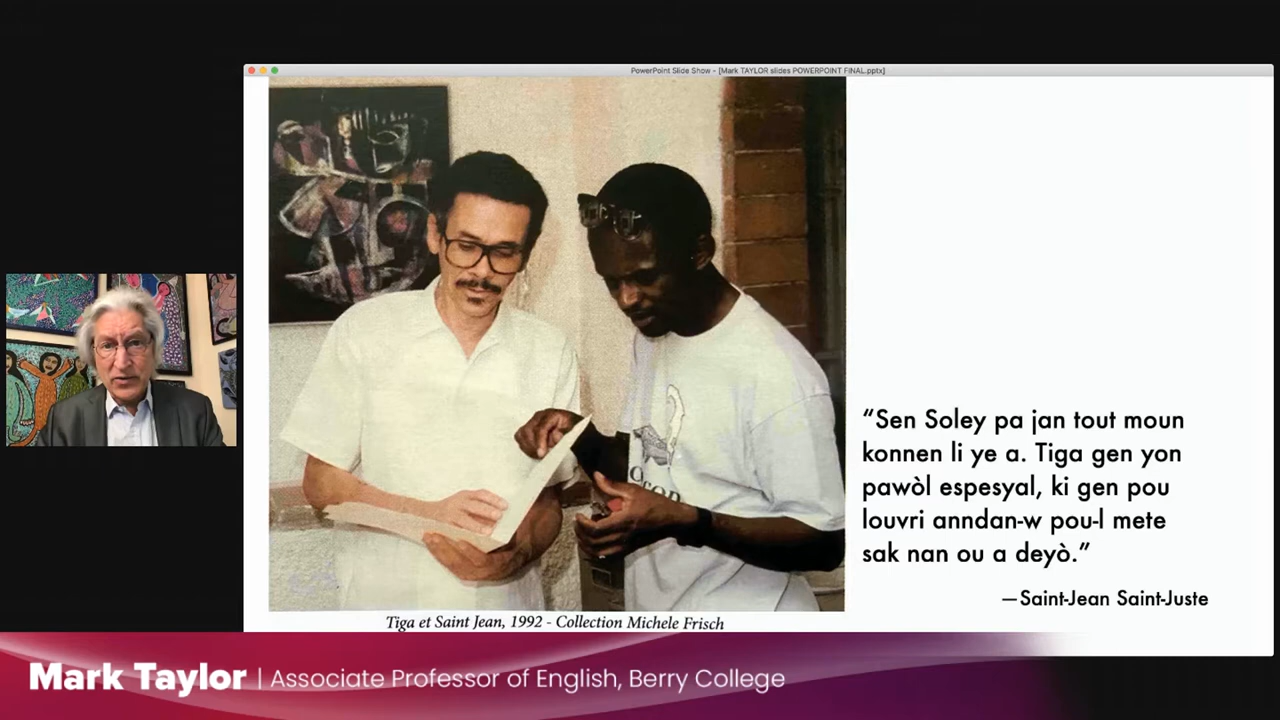 PowerPoint Slide Show - [Mark TAYLOR slides POWERPOINT FINAL.pptx]
“Sen Soley pa jan tout moun
konnen li ye a. Tiga gen yon
pawòl espesyal, ki gen pou
louvri anndan-w pou-l mete
sak nan ou a deyò.”
—Saint-Jean Saint-Juste
Tiga et Saint Jean, 1992 - Collection Michele Frisch
Mark Taylor | Associate Professor of English, Berry College